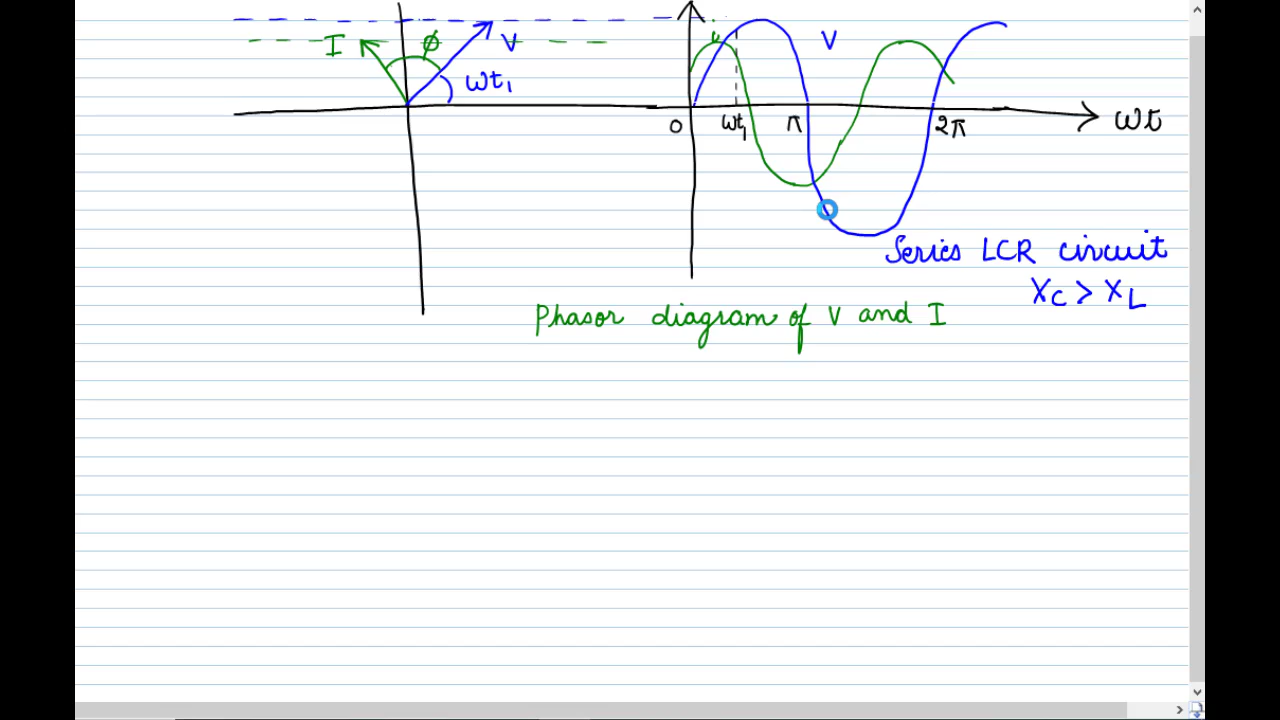 I φ V i V
ωt₁
0 ωt₁ π 2π ωt
Series LCR circuit
X_C > X_L
Phasor diagram of V and I